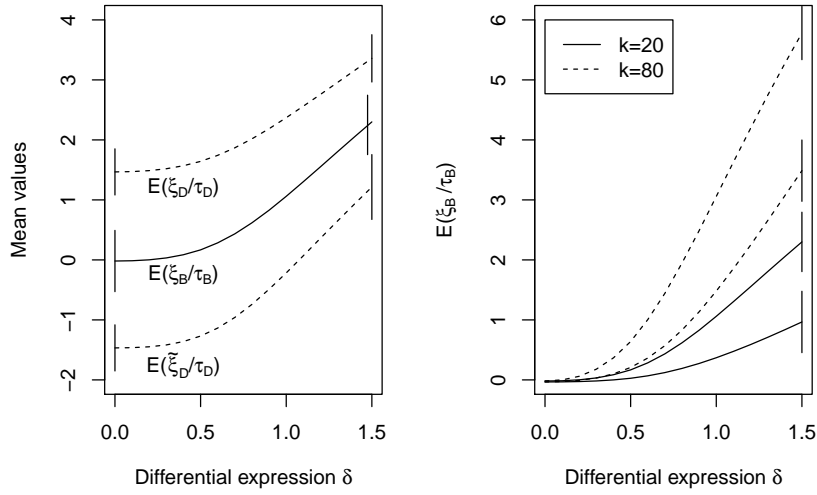 4
3
2
1
0
−1
−2
Mean values
E(ξD/τD)
E(ξB/τB)
E(ξ̃D/τD)
0.0 0.5 1.0 1.5
Differential expression δ
6
5
4
3
2
1
0
E(ξB/τB)
k=20
k=80
0.0 0.5 1.0 1.5
Differential expression δ